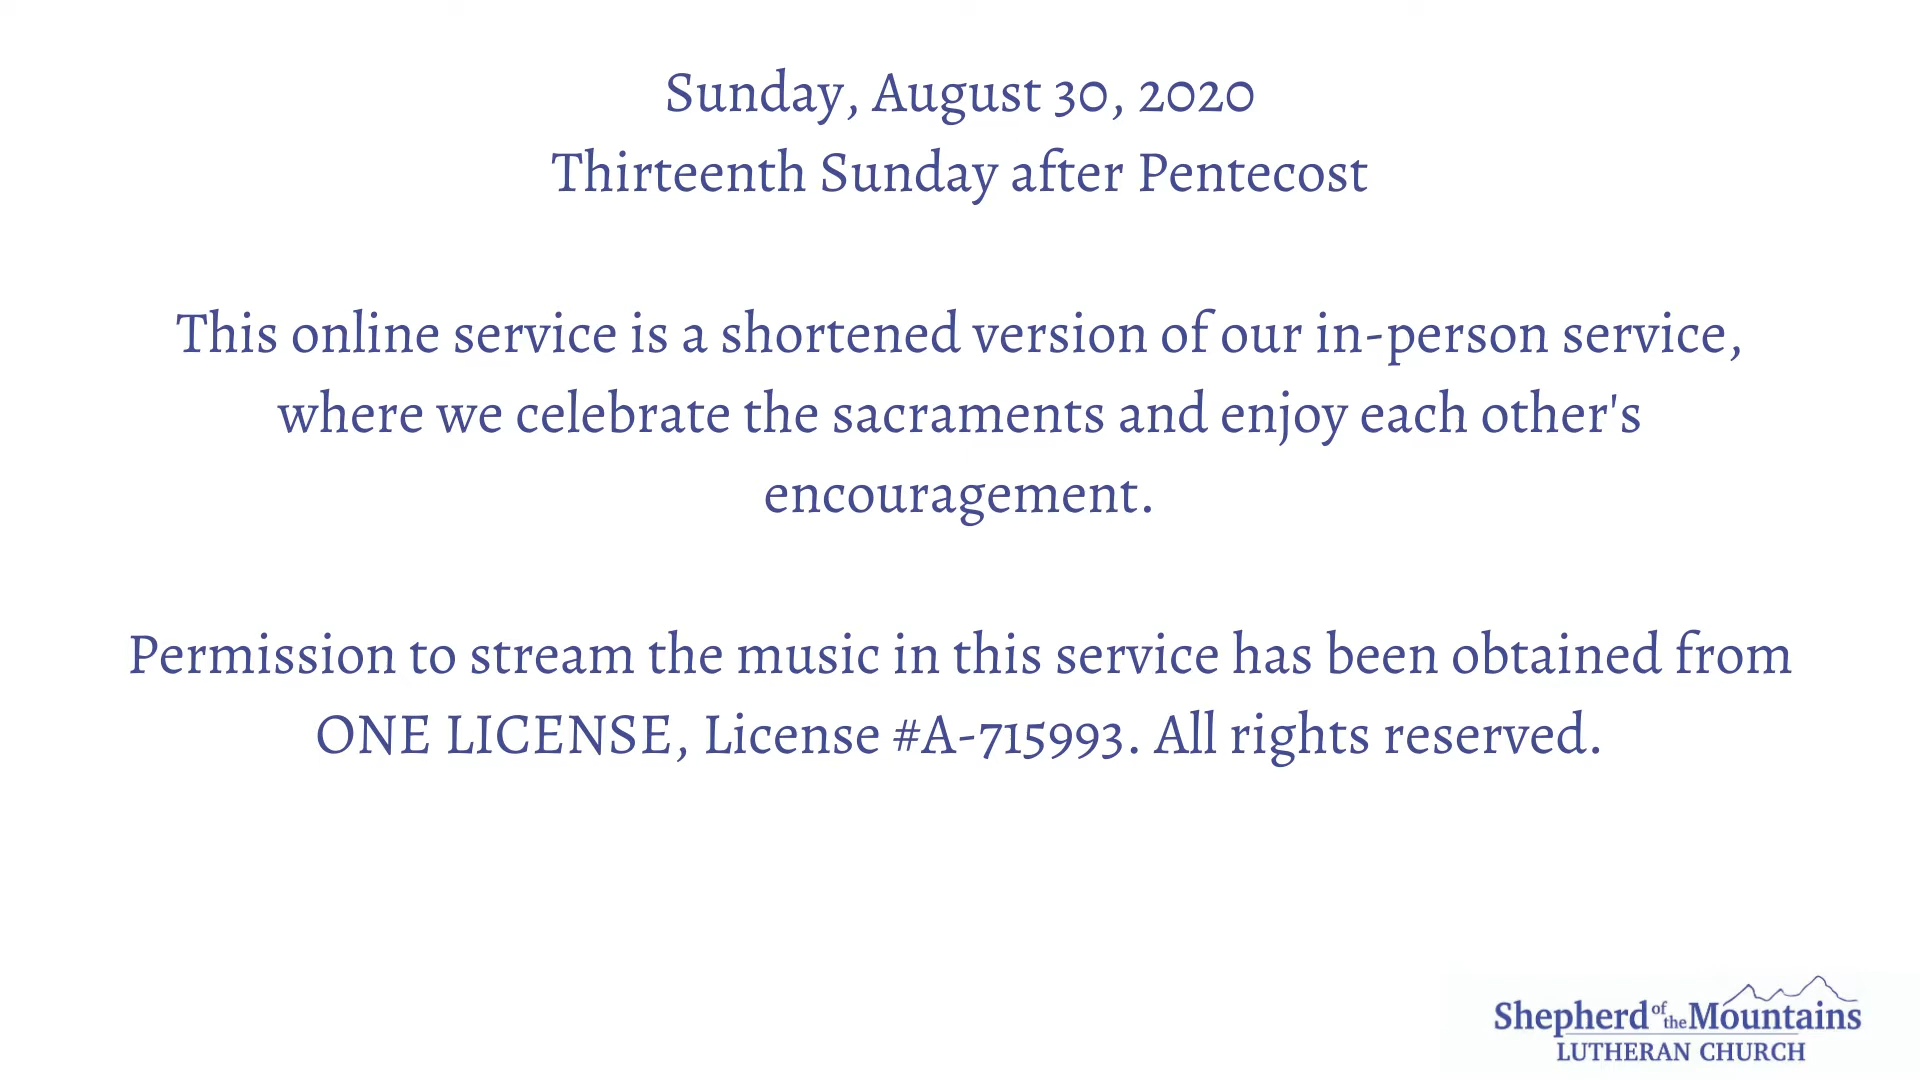 Sunday, August 30, 2020
Thirteenth Sunday after Pentecost
This online service is a shortened version of our in-person service,
where we celebrate the sacraments and enjoy each other's
encouragement.
Permission to stream the music in this service has been obtained from
ONE LICENSE, License #A-715993. All rights reserved.
Shepherd of the Mountains
LUTHERAN CHURCH